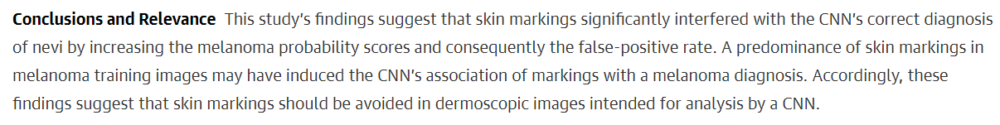 Conclusions and Relevance This study's findings suggest that skin markings significantly interfered with the CNN's correct diagnosis
of nevi by increasing the melanoma probability scores and consequently the false-positive rate. A predominance of skin markings in
melanoma training images may have induced the CNN's association of markings with a melanoma diagnosis. Accordingly, these
findings suggest that skin markings should be avoided in dermoscopic images intended for analysis by a CNN.